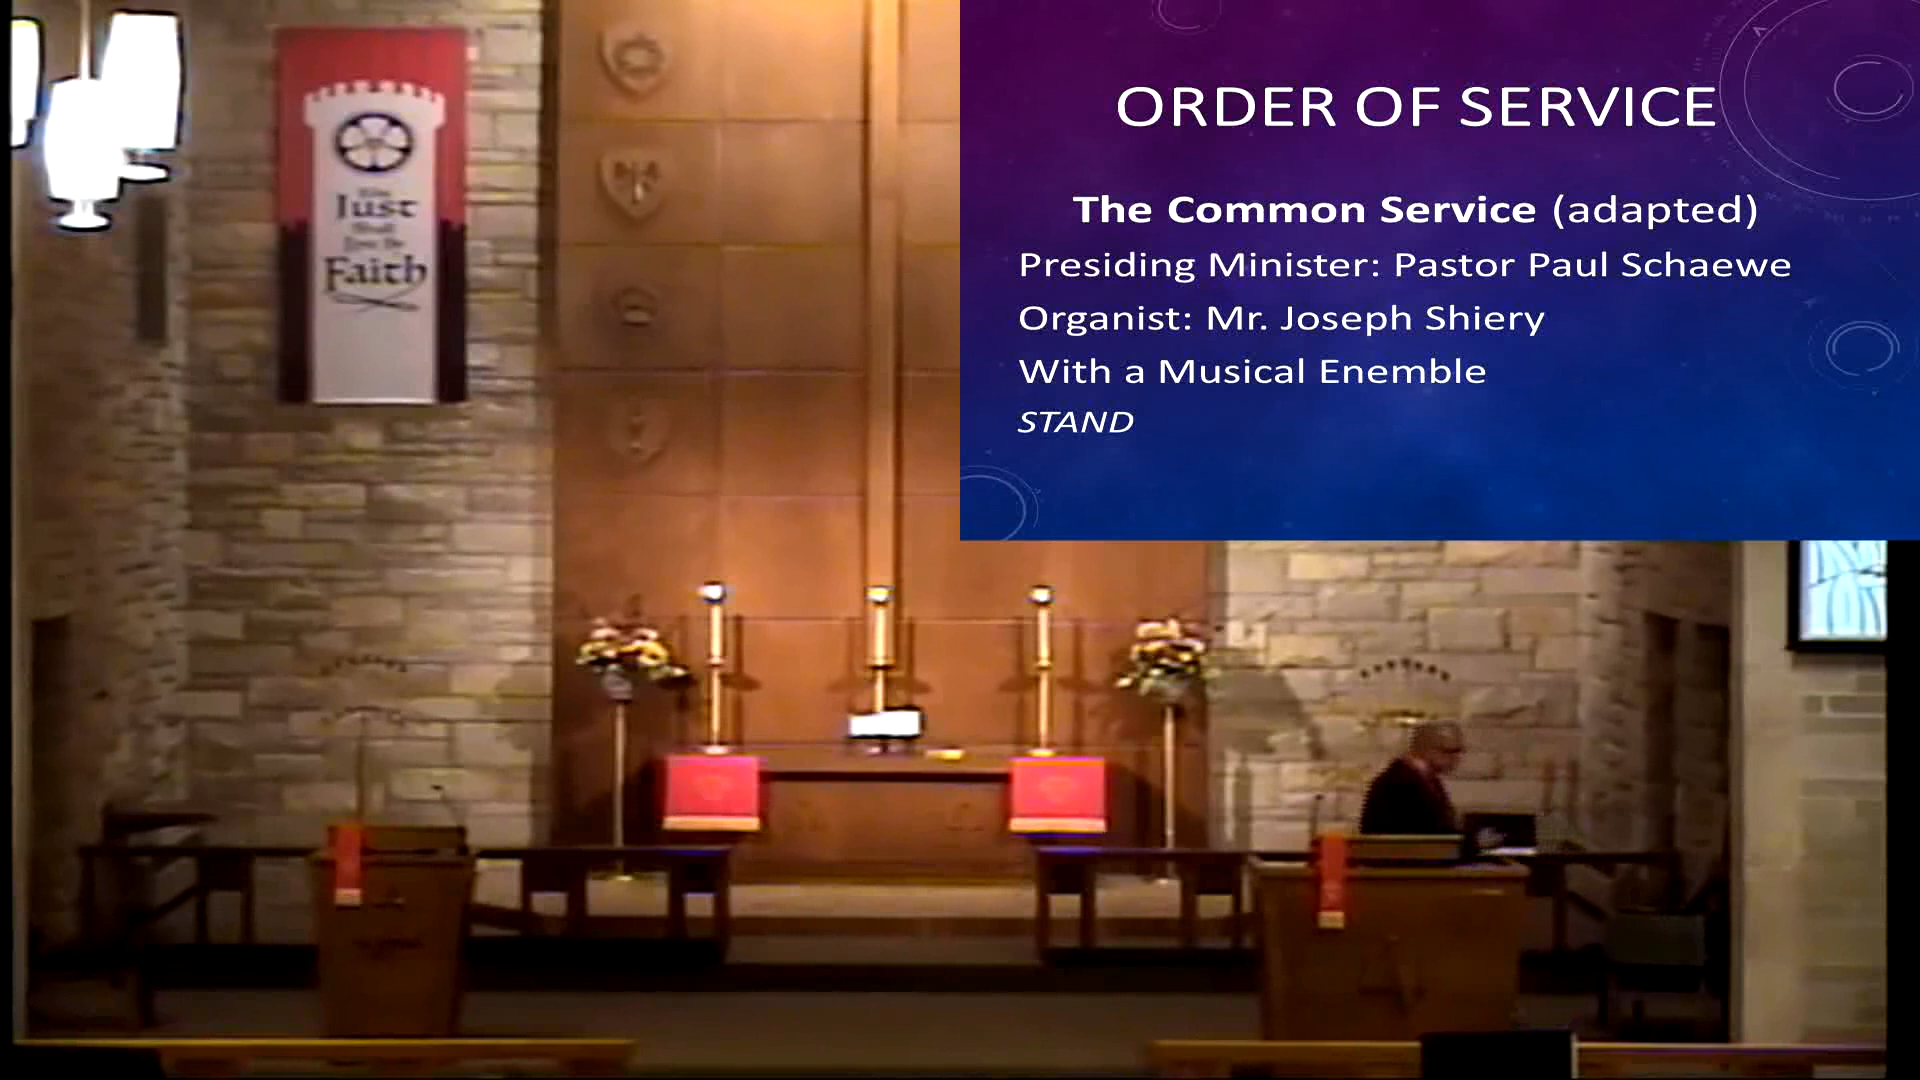 Just
Faith
ORDER OF SERVICE
The Common Service (adapted)
Presiding Minister: Pastor Paul Schaewe
Organist: Mr. Joseph Shiery
With a Musical Enemble
STAND